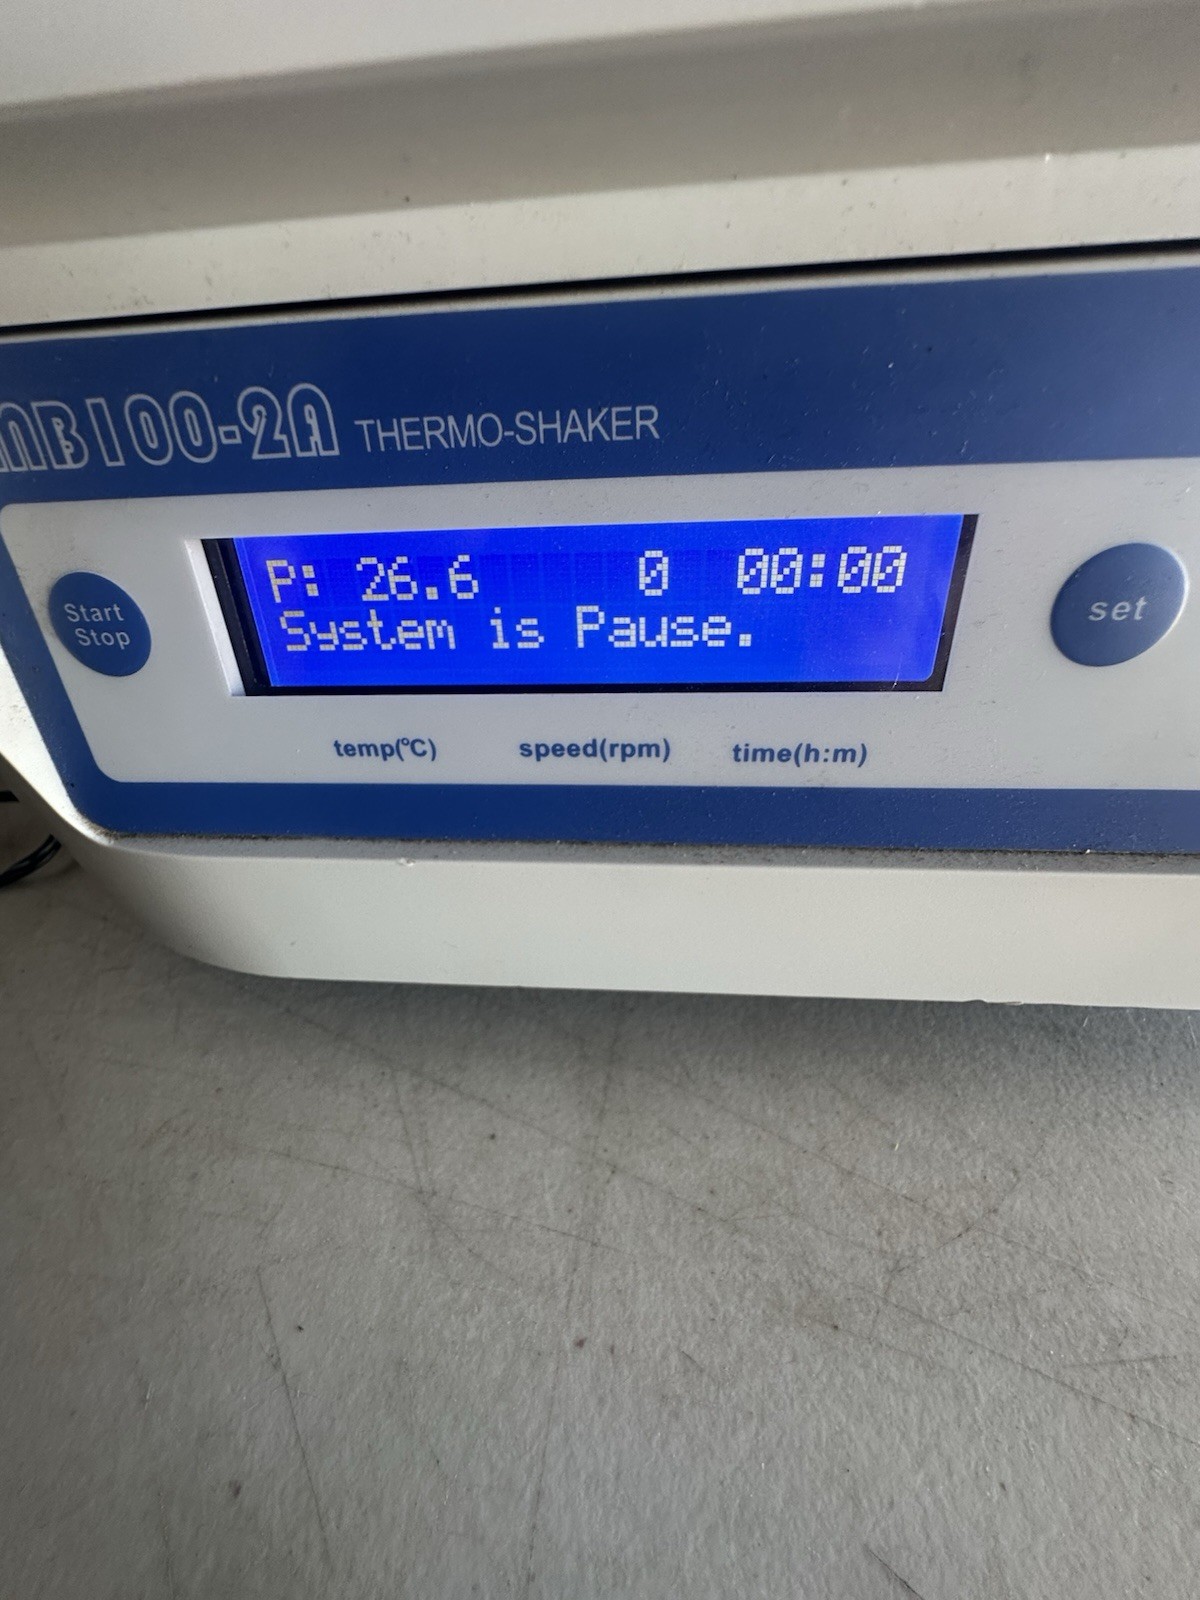 MB100-2A THERMO-SHAKER
Start
Stop
P: 26.6 0 00:00
System is Pause.
set
temp(°C) speed(rpm) time(h:m)